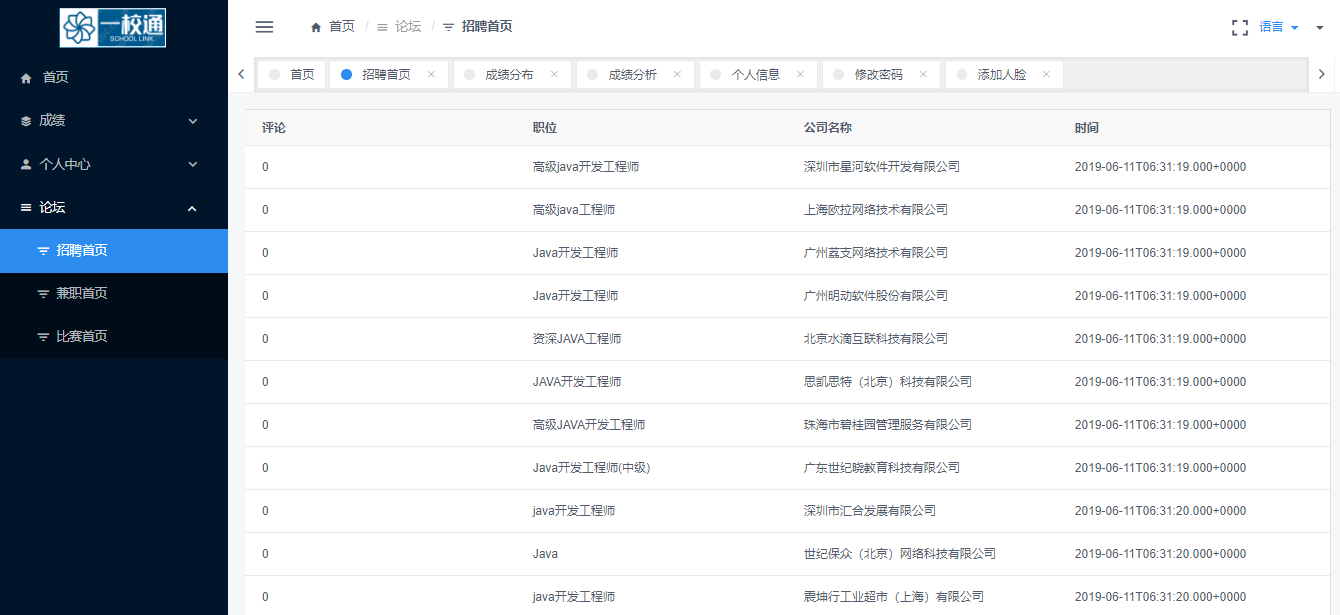 一校通
SCHOOL LINK
首页
成绩
个人中心
论坛
招聘首页
兼职首页
比赛首页
首页 / 论坛 / 招聘首页
语言
首页 招聘首页 成绩分布 成绩分析 个人信息 修改密码 添加人脸
评论 职位 公司名称 时间
0 高级java开发工程师 深圳市星河软件开发有限公司 2019-06-11T06:31:19.000+0000
0 高级java工程师 上海欧拉网络技术有限公司 2019-06-11T06:31:19.000+0000
0 Java开发工程师 广州荔支网络技术有限公司 2019-06-11T06:31:19.000+0000
0 Java开发工程师 广州明动软件股份有限公司 2019-06-11T06:31:19.000+0000
0 资深JAVA工程师 北京水滴互联科技有限公司 2019-06-11T06:31:19.000+0000
0 JAVA开发工程师 思凯思特（北京）科技有限公司 2019-06-11T06:31:19.000+0000
0 高级JAVA开发工程师 珠海市碧桂园管理服务有限公司 2019-06-11T06:31:19.000+0000
0 Java开发工程师(中级) 广东世纪晓教育科技有限公司 2019-06-11T06:31:19.000+0000
0 java开发工程师 深圳市汇合发展有限公司 2019-06-11T06:31:20.000+0000
0 Java 世纪保众（北京）网络科技有限公司 2019-06-11T06:31:20.000+0000
0 java开发工程师 震坤行工业超市（上海）有限公司 2019-06-11T06:31:20.000+0000